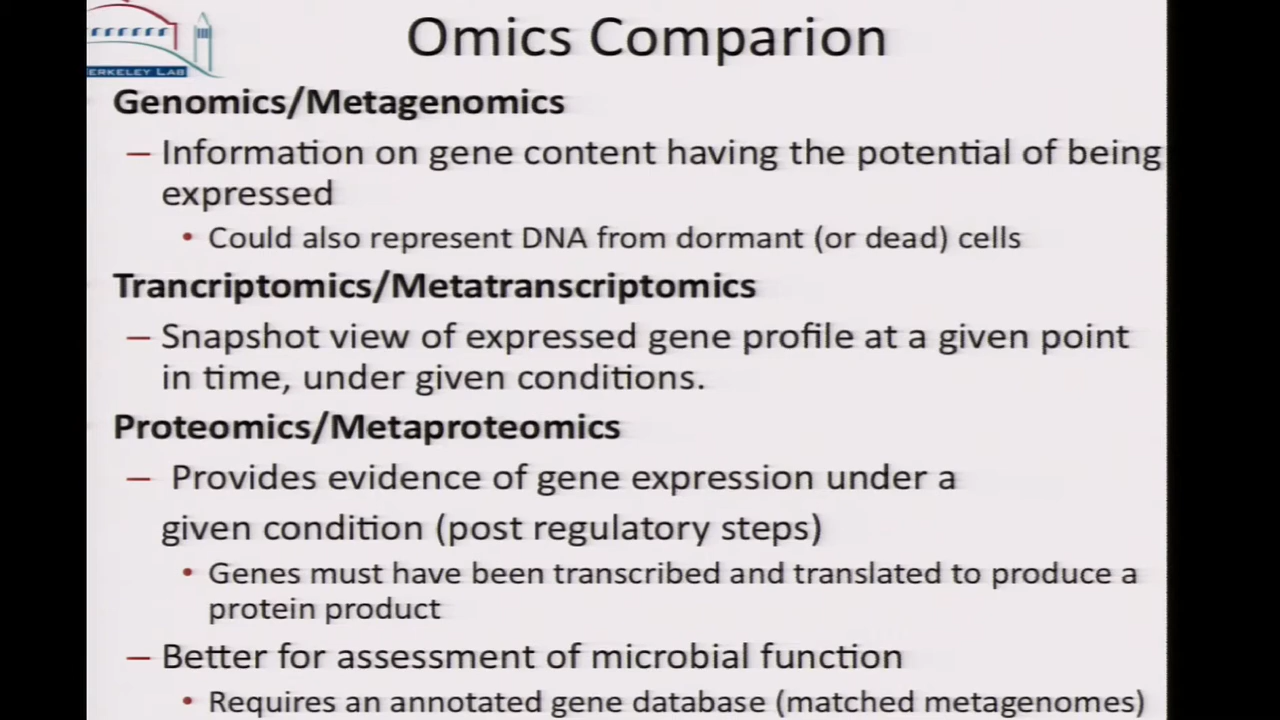 Omics Comparion
ERKELEY LAB
Genomics/Metagenomics
– Information on gene content having the potential of being
expressed
• Could also represent DNA from dormant (or dead) cells
Trancriptomics/Metatranscriptomics
– Snapshot view of expressed gene profile at a given point
in time, under given conditions.
Proteomics/Metaproteomics
– Provides evidence of gene expression under a
given condition (post regulatory steps)
• Genes must have been transcribed and translated to produce a
protein product
– Better for assessment of microbial function
• Requires an annotated gene database (matched metagenomes)